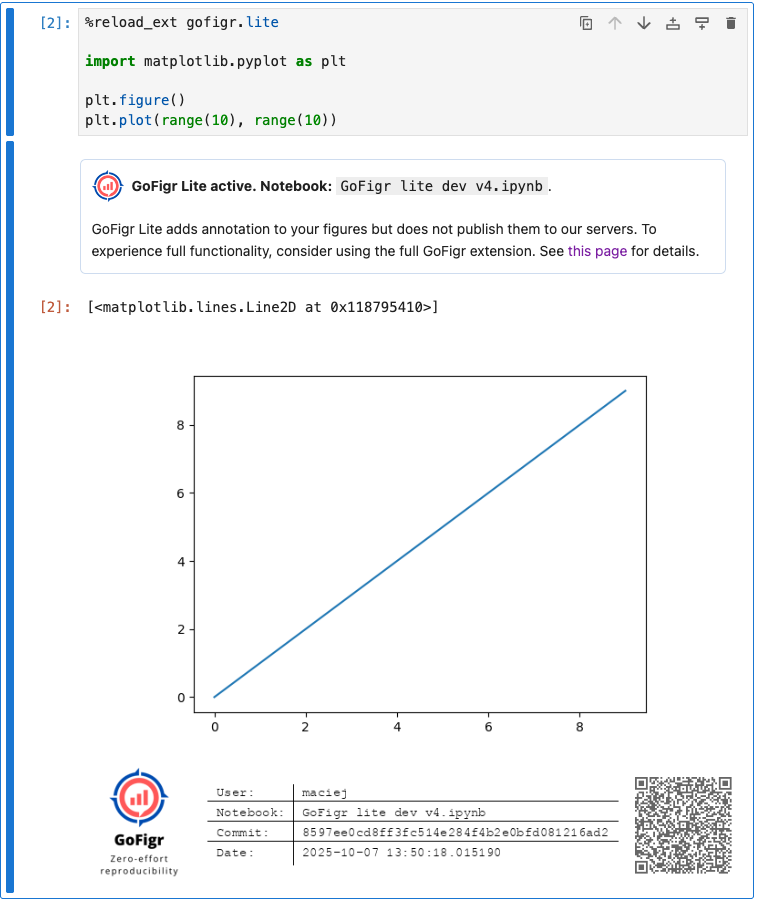 [2]: %reload_ext gofigr.lite
import matplotlib.pyplot as plt
plt.figure()
plt.plot(range(10), range(10))
GoFigr Lite active. Notebook: GoFigr lite dev v4.ipynb.
GoFigr Lite adds annotation to your figures but does not publish them to our servers. To
experience full functionality, consider using the full GoFigr extension. See this page for details.
[2]: [<matplotlib.lines.Line2D at 0x118795410>]
8
6
4
2
0
0 2 4 6 8
GoFigr
Zero-effort
reproducibility
User: maciej
Notebook: GoFigr lite dev v4.ipynb
Commit: 8597ee0cd8ff3fc514e284f4b2e0bfd081216ad2
Date: 2025-10-07 13:50:18.015190